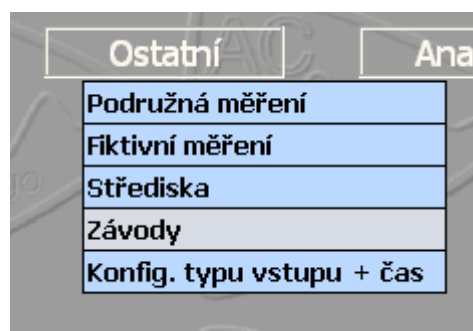 Ostatní
Ana
Podružná měření
Fiktivní měření
Střediska
Závody
Konfig. typu vstupu + čas